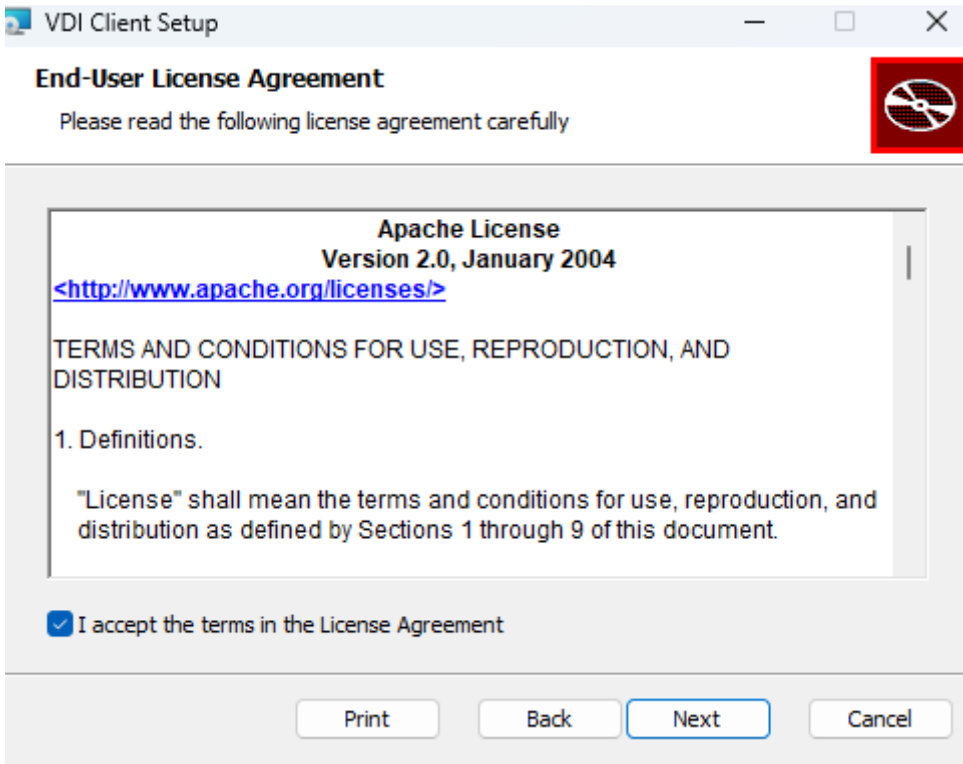 VDI Client Setup
End-User License Agreement
Please read the following license agreement carefully
Apache License
Version 2.0, January 2004
<http://www.apache.org/licenses/>
TERMS AND CONDITIONS FOR USE, REPRODUCTION, AND
DISTRIBUTION
1. Definitions.
"License" shall mean the terms and conditions for use, reproduction, and
distribution as defined by Sections 1 through 9 of this document.
I accept the terms in the License Agreement
Print Back Next Cancel